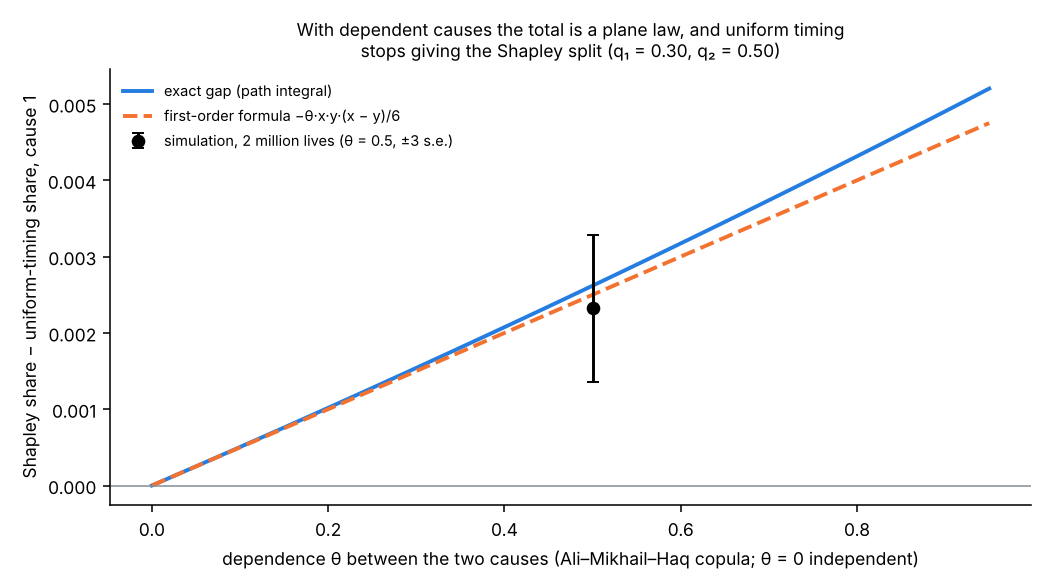 With dependent causes the total is a plane law, and uniform timing
stops giving the Shapley split (q₁ = 0.30, q₂ = 0.50)
exact gap (path integral)
first-order formula −θ·x·y·(x − y)/6
simulation, 2 million lives (θ = 0.5, ±3 s.e.)
Shapley share − uniform-timing share, cause 1
0.005
0.004
0.003
0.002
0.001
0.000
0.0 0.2 0.4 0.6 0.8
dependence θ between the two causes (Ali–Mikhail–Haq copula; θ = 0 independent)